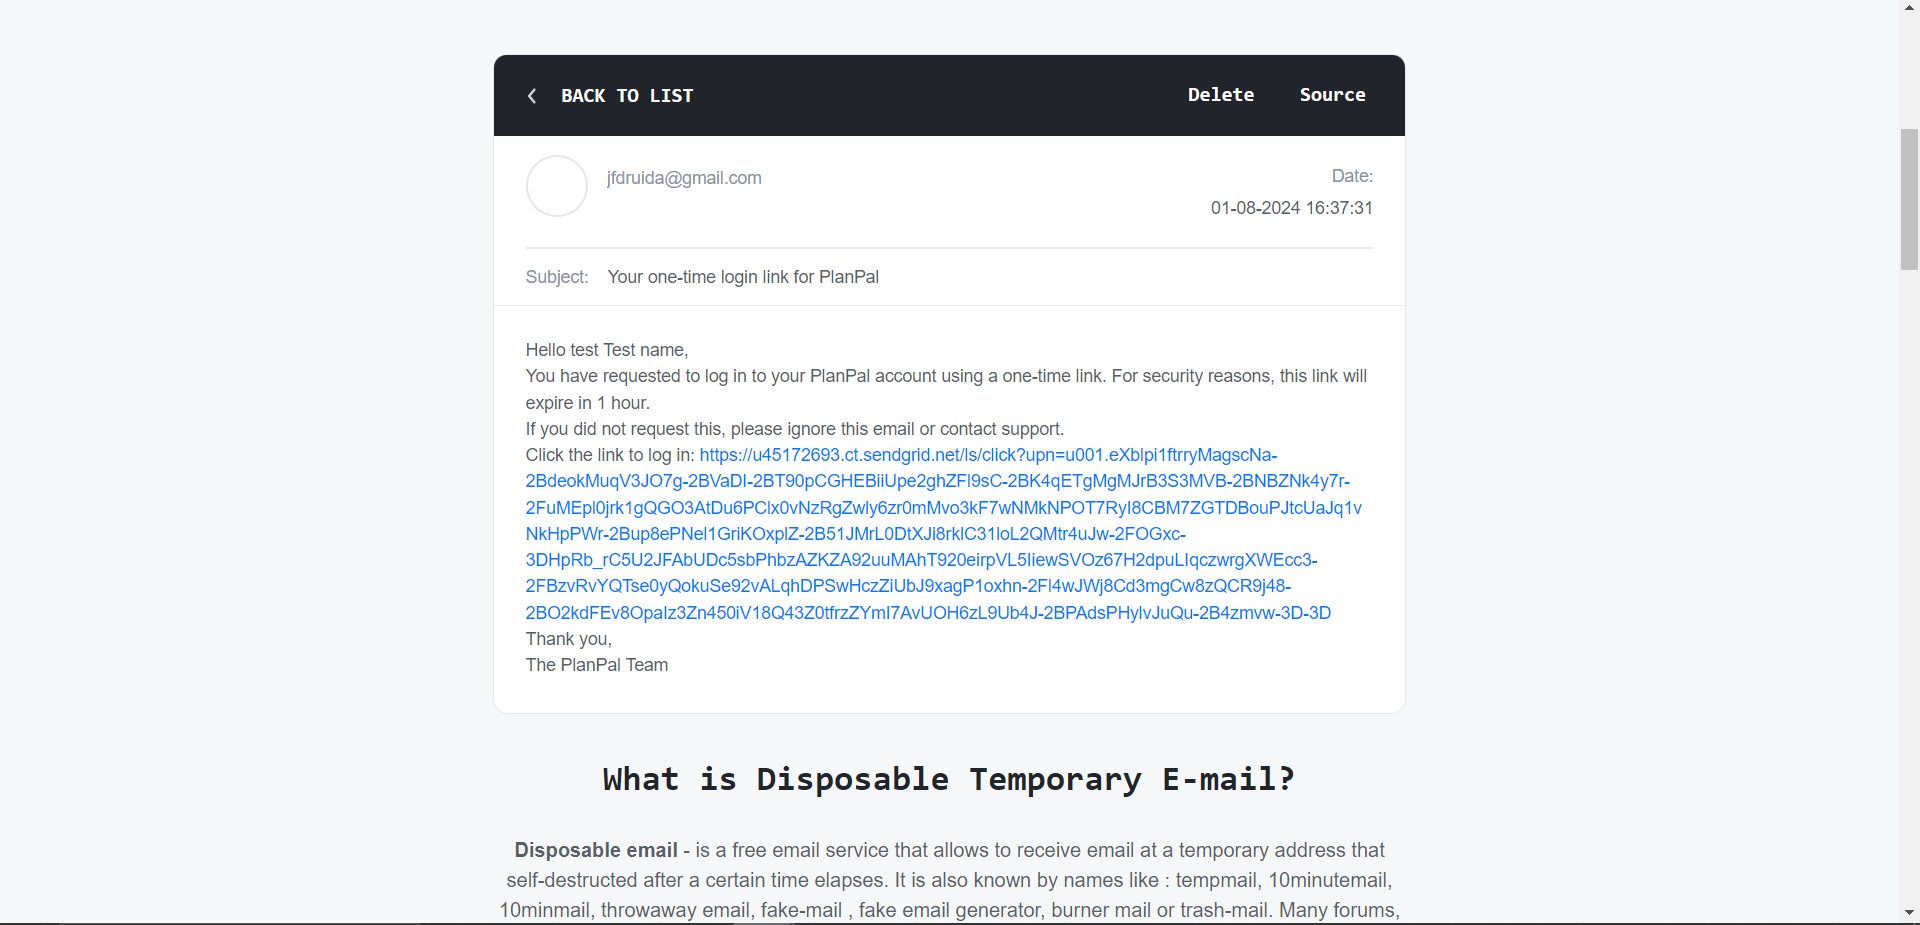 BACK TO LIST
Delete
Source
jfdruida@gmail.com
Date:
01-08-2024 16:37:31
Subject: Your one-time login link for PlanPal
Hello test Test name,
You have requested to log in to your PlanPal account using a one-time link. For security reasons, this link will
expire in 1 hour.
If you did not request this, please ignore this email or contact support.
Click the link to log in: https://u45172693.ct.sendgrid.net/ls/click?upn=u001.eXblpi1ftrryMagscNa-
2BdeokMuqV3JO7g-2BVaDI-2BT90pCGHEBiiUpe2ghZFl9sC-2BK4qETgMgMJrB3S3MVB-2BNBZNk4y7r-
2FuMEpl0jrk1gQGO3AtDu6PClx0vNzRgZwly6zr0mMvo3kF7wNMkNPOT7RyI8CBM7ZGTDBouPJtcUaJq1v
NkHpPWr-2Bup8ePNel1GriKOxplZ-2B51JMrL0DtXJi8rklC31loL2QMtr4uJw-2FOGxc-
3DHpRb_rC5U2JFAbUDc5sbPhbzAZKZA92uuMAhT920eirpVL5IiewSVOz67H2dpuLIqczwrgXWEcc3-
2FBzvRvYQTse0yQokuSe92vALqhDPSwHczZiUbJ9xagP1oxhn-2Fl4wJWj8Cd3mgCw8zQCR9j48-
2BO2kdFEv8OpaIz3Zn450iV18Q43Z0tfrzZYmI7AvUOH6zL9Ub4J-2BPAdsPHylvJuQu-2B4zmvw-3D-3D
Thank you,
The PlanPal Team
What is Disposable Temporary E-mail?
Disposable email - is a free email service that allows to receive email at a temporary address that
self-destructed after a certain time elapses. It is also known by names like : tempmail, 10minutemail,
10minmail, throwaway email, fake-mail , fake email generator, burner mail or trash-mail. Many forums,